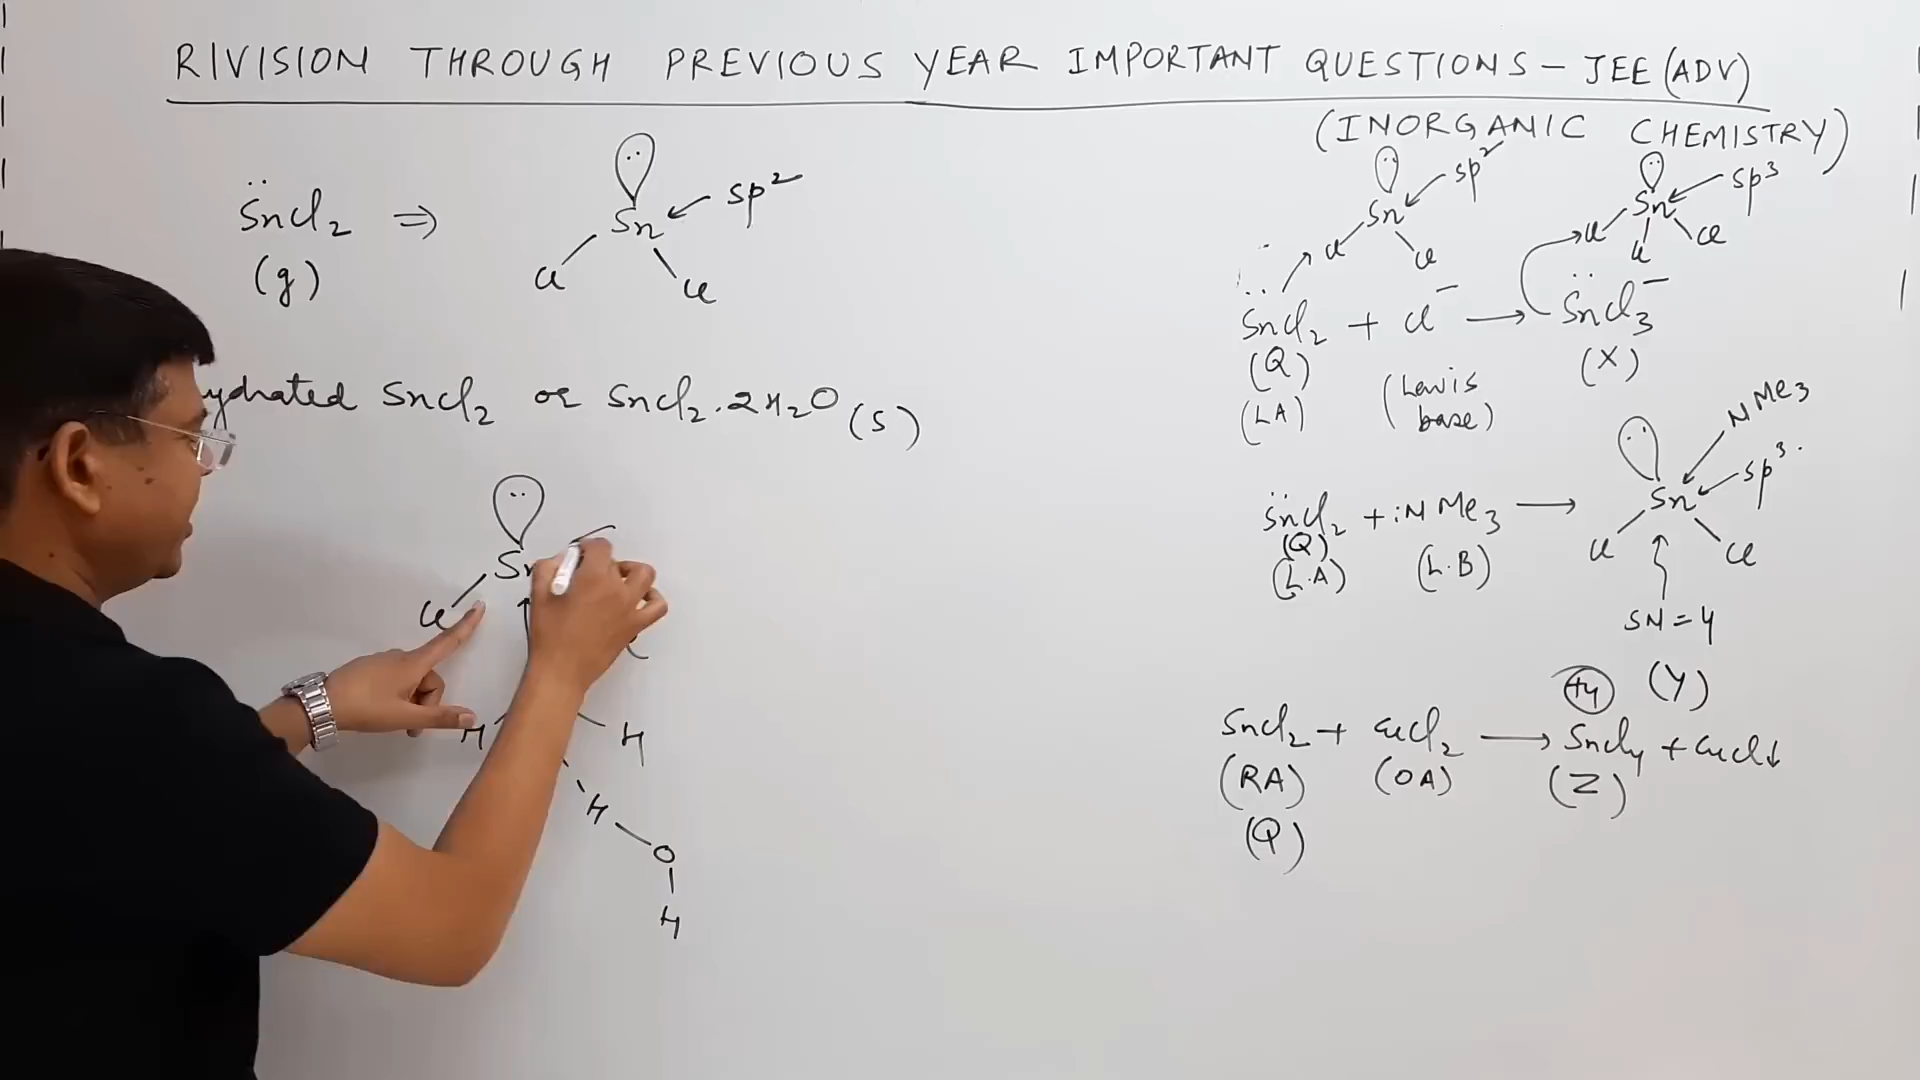 RIVISION THROUGH PREVIOUS YEAR IMPORTANT QUESTIONS – JEE (ADV)
(INORGANIC CHEMISTRY)
SnCl2 ⇒
(g)
Sn
sp2
Cl
Cl
ydrated SnCl2 or SnCl2.2H2O (s)
Sn
Cl
H
H
H
O
H
Sn
sp2
Cl
Cl
Sn
sp3
Cl
Cl
Cl
SnCl2 + Cl– → SnCl3–
(Q)
(X)
(LA)
(Lewis base)
SnCl2 + :NMe3 →
(Q)
(L.A)
(L.B)
NMe3
Sn
sp3
Cl
Cl
SN = 4
(Y)
+4
SnCl2 + CuCl2 → SnCl4 + CuCl↓
(RA) (OA) (Z)
(Q)